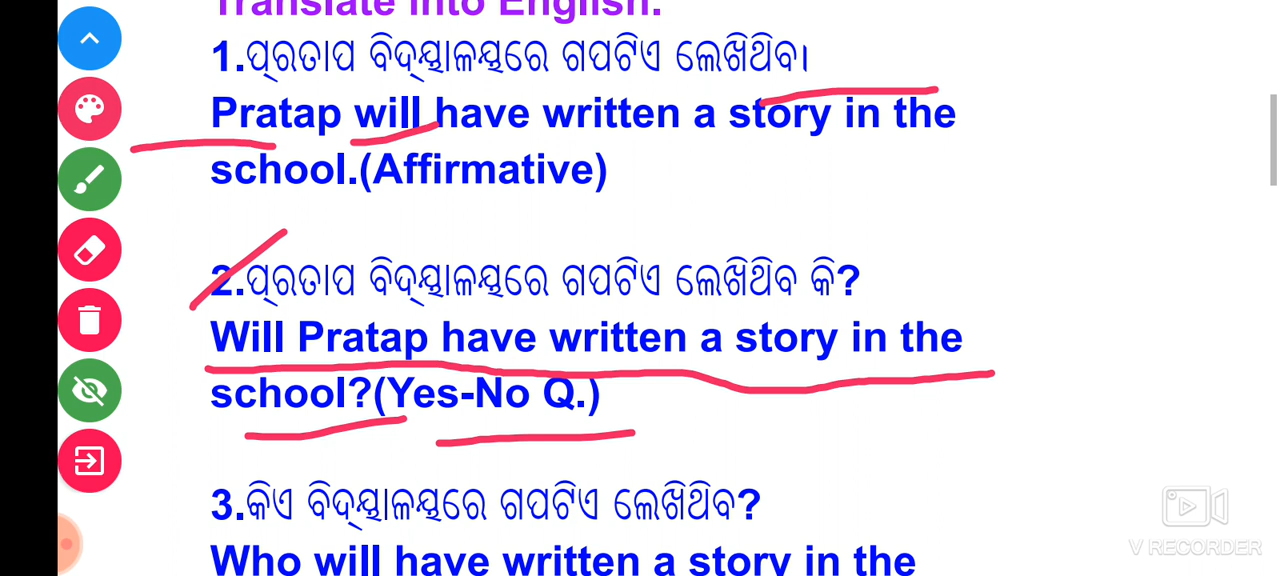 Translate into English.
1.ପ୍ରତାପ ବିଦ୍ୟାଳୟରେ ଗପଟିଏ ଲେଖିଥିବ।
Pratap will have written a story in the
school.(Affirmative)
2.ପ୍ରତାପ ବିଦ୍ୟାଳୟରେ ଗପଟିଏ ଲେଖିଥିବ କି?
Will Pratap have written a story in the
school?(Yes-No Q.)
3.କିଏ ବିଦ୍ୟାଳୟରେ ଗପଟିଏ ଲେଖିଥିବ?
Who will have written a story in the
V RECORDER